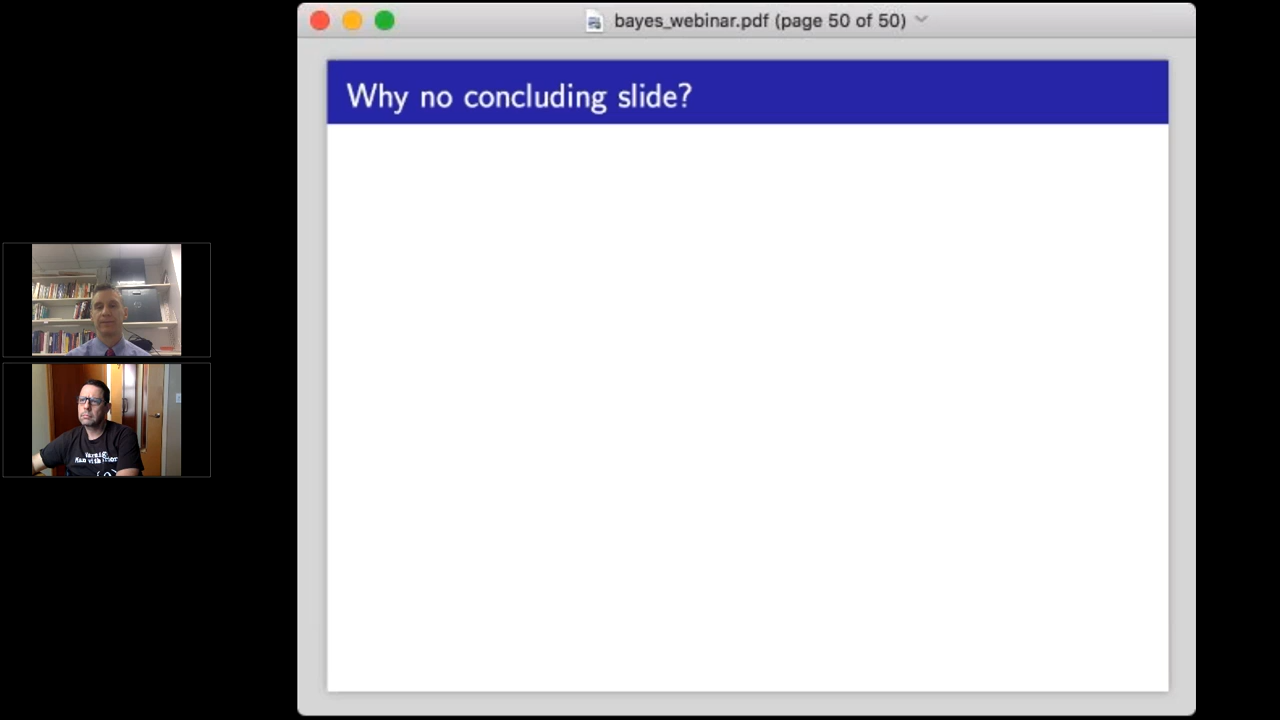 bayes_webinar.pdf (page 50 of 50)
Why no concluding slide?